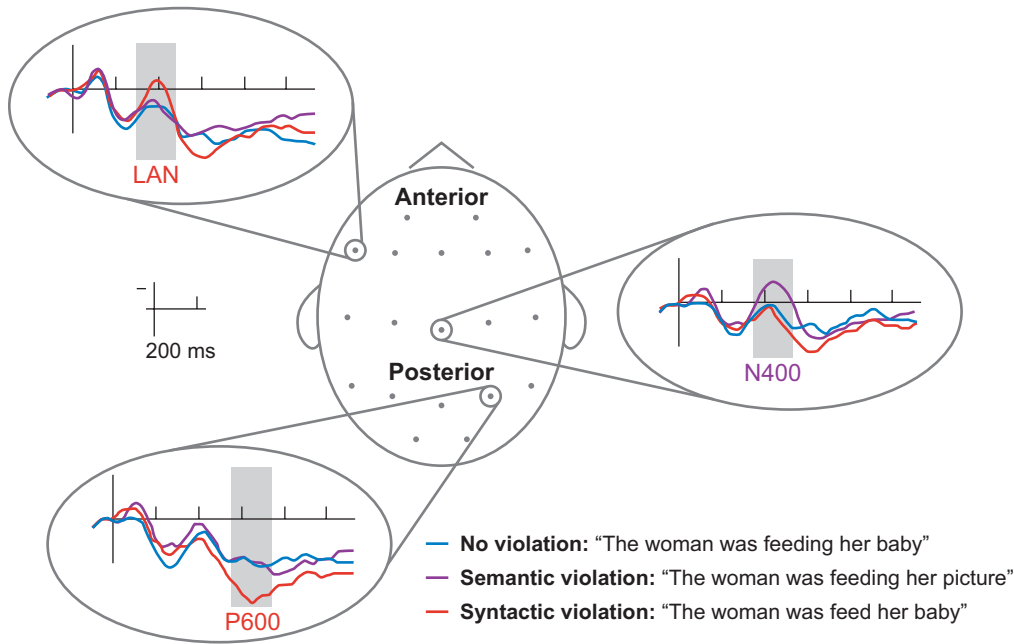 LAN
Anterior
–
200 ms
N400
Posterior
P600
No violation: “The woman was feeding her baby”
Semantic violation: “The woman was feeding her picture”
Syntactic violation: “The woman was feed her baby”